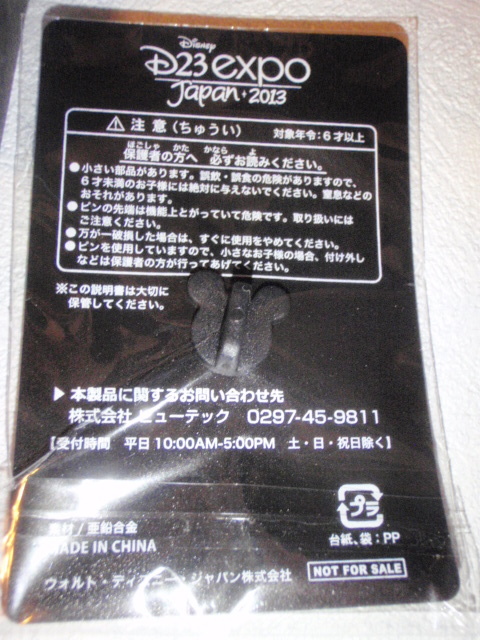 Disney
D23 expo
Japan・2013
⚠ 注意（ちゅうい） 対象年令：6才以上
ほごしゃ かた かなら よ
保護者の方へ 必ずお読みください。
●小さい部品があります。誤飲・誤食の危険がありますので、
6才未満のお子様には絶対に与えないでください。窒息などの
おそれがあります。
●ピンの先端は機能上とがっていて危険です。取り扱いには
ご注意ください。
●万が一破損した場合は、すぐに使用をやめてください。
●ピンを使用していますので、小さなお子様の場合、付け外し
などは保護者の方が行ってあげてください。
※この説明書は大切に
保管してください。
▶本製品に関するお問い合わせ先
株式会社 ビューテック 0297-45-9811
【受付時間 平日 10:00AM-5:00PM 土・日・祝日除く】
プラ
素材 / 亜鉛合金
台紙、袋：PP
MADE IN CHINA
ウォルト・ディズニー・ジャパン株式会社
NOT FOR SALE